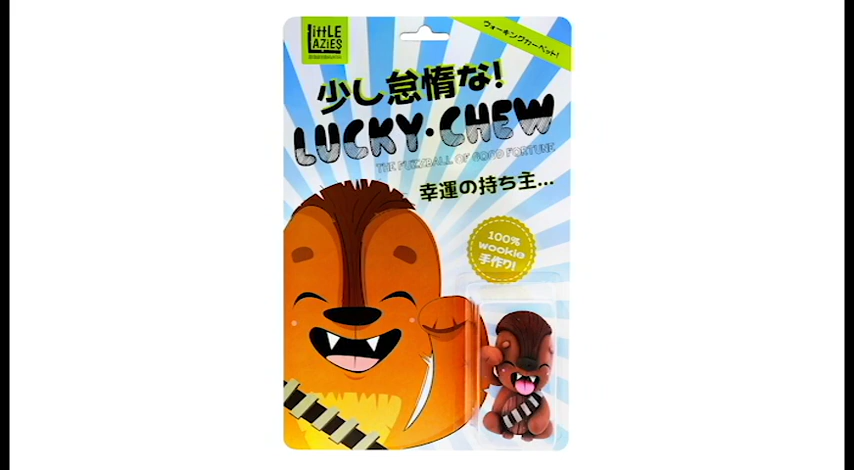 LittLE
LAZIES
ウォーキングカーペット!
少し怠惰な!
LUCKY·CHEW
THE FUZZBALL OF GOOD FORTUNE
幸運の持ち主...
100%
wookie
手作り!